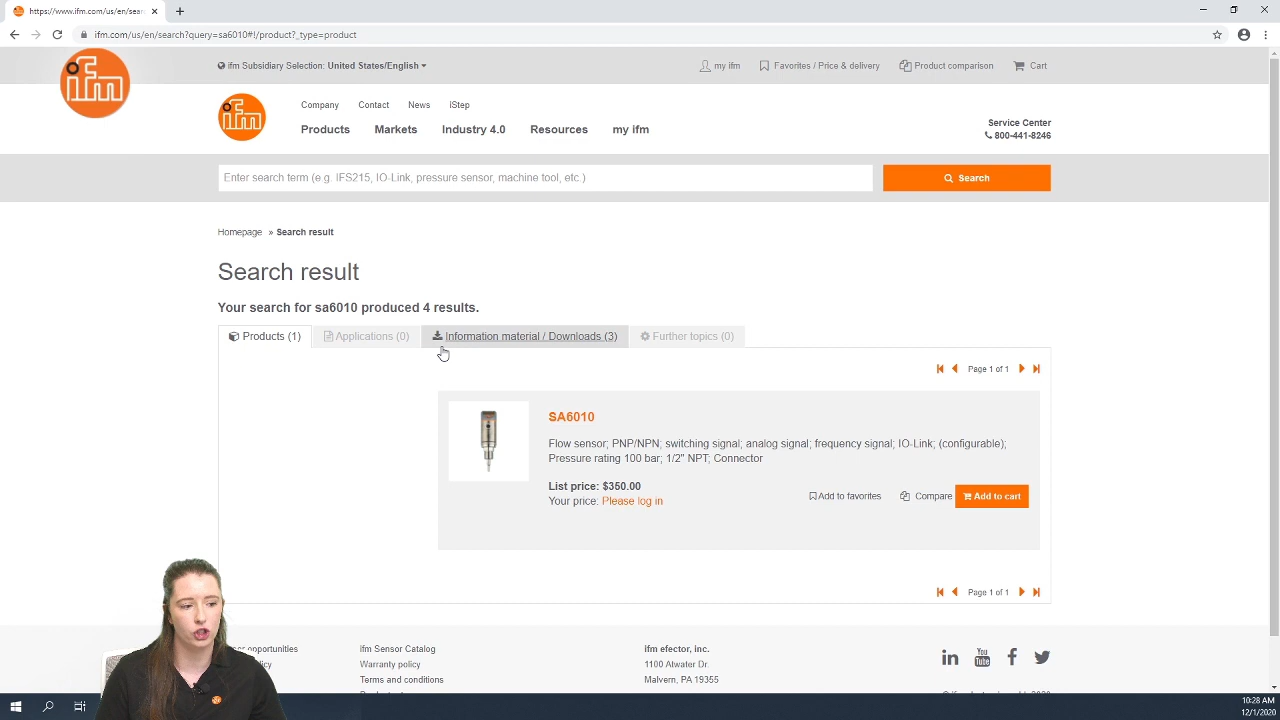 https://www.ifm.com/us/en/sear
ifm.com/us/en/search?query=sa6010#!/product?_type=product
ifm
ifm Subsidiary Selection: United States/English
my ifm
Favorites / Price & delivery
Product comparison
Cart
ifm
Company Contact News iStep
Products Markets Industry 4.0 Resources my ifm
Service Center
800-441-8246
Enter search term (e.g. IFS215, IO-Link, pressure sensor, machine tool, etc.)
Search
Homepage » Search result
Search result
Your search for sa6010 produced 4 results.
Products (1)
Applications (0)
Information material / Downloads (3)
Further topics (0)
Page 1 of 1
SA6010
Flow sensor; PNP/NPN; switching signal; analog signal; frequency signal; IO-Link; (configurable);
Pressure rating 100 bar; 1/2" NPT; Connector
List price: $350.00
Your price: Please log in
Add to favorites
Compare
Add to cart
Page 1 of 1
opportunities
ifm Sensor Catalog
Warranty policy
Terms and conditions
ifm efector, inc.
1100 Atwater Dr.
Malvern, PA 19355
in
You Tube
f
10:28 AM
12/1/2020